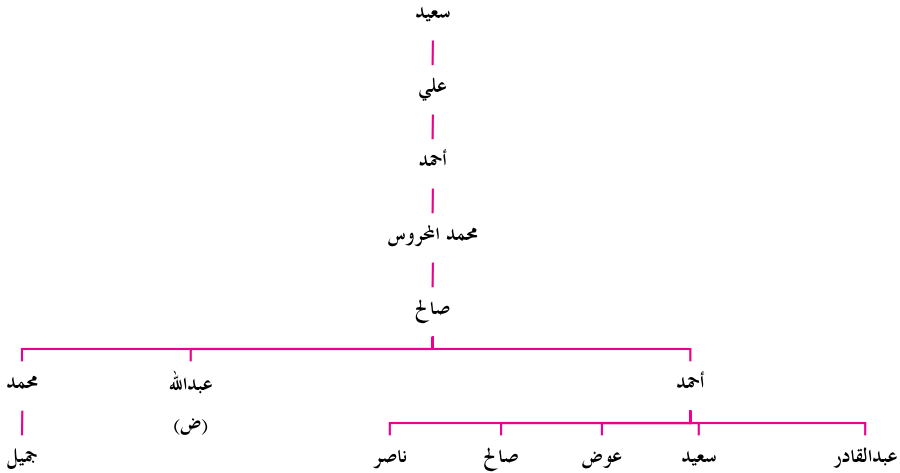 سعيد
علي
أحمد
محمد المحروس
صالح
أحمد عبدالله محمد
(ض)
عبدالقادر سعيد عوض صالح ناصر جميل